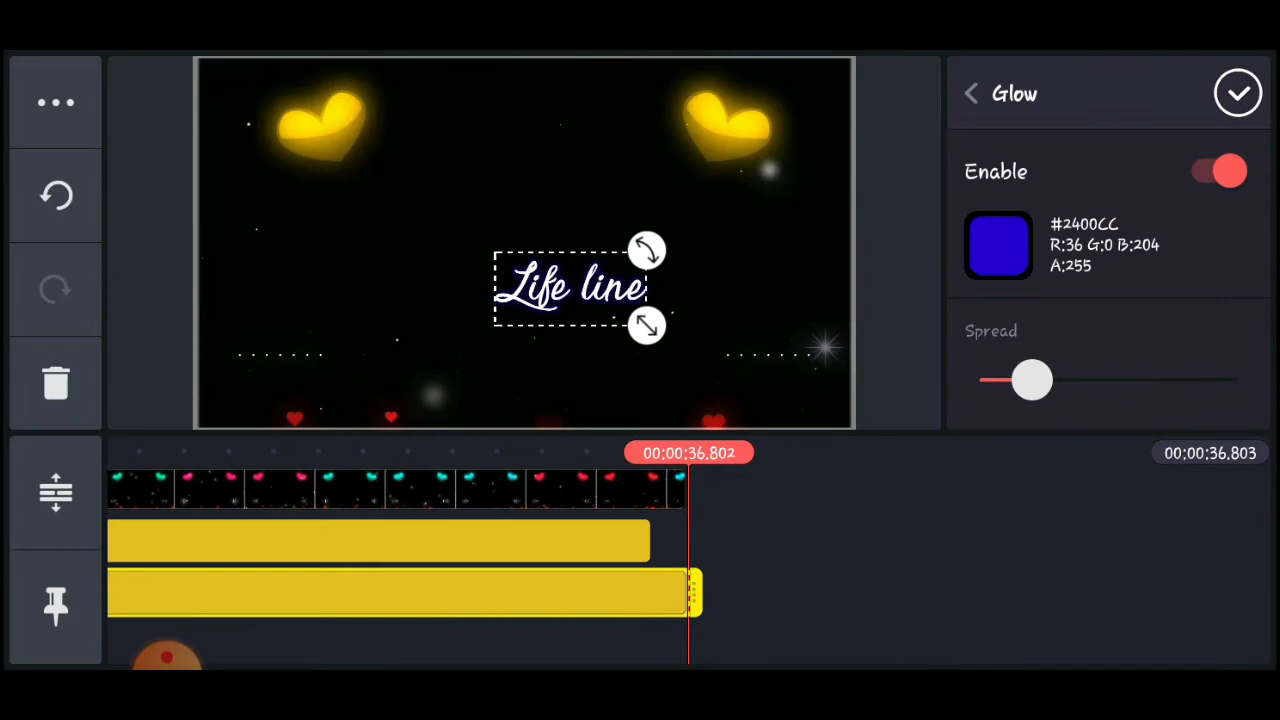 Glow
Enable
#2400CC
R:36 G:0 B:204
A:255
Life line
Spread
00:00:36,802
00:00:36,803